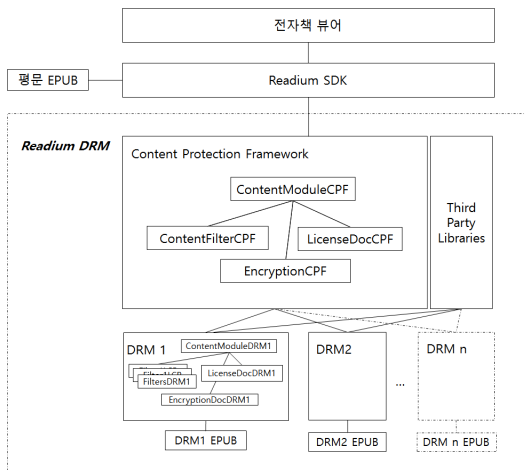 전자책 뷰어
평문 EPUB
Readium SDK
Readium DRM
Content Protection Framework
ContentModuleCPF
ContentFilterCPF
LicenseDocCPF
EncryptionCPF
Third
Party
Libraries
DRM 1
ContentModuleDRM1
LicenseDocDRM1
FiltersDRM1
EncryptionDocDRM1
DRM2
...
DRM n
DRM1 EPUB
DRM2 EPUB
DRM n EPUB